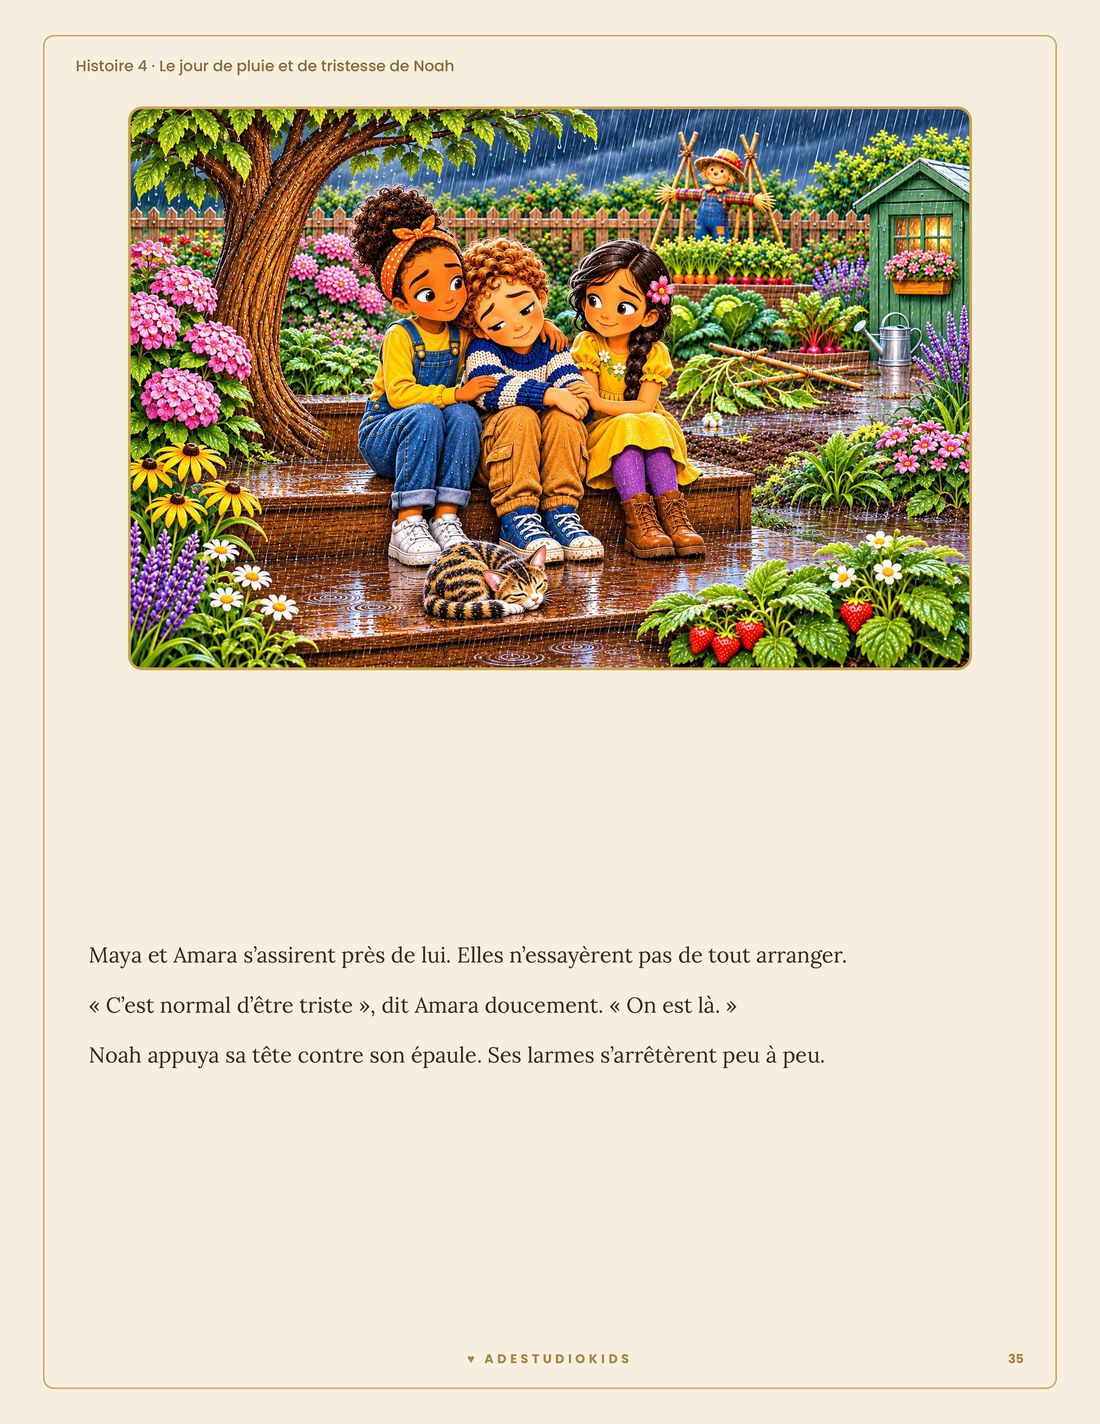 Histoire 4 · Le jour de pluie et de tristesse de Noah
Maya et Amara s’assirent près de lui. Elles n’essayèrent pas de tout arranger.
« C’est normal d’être triste », dit Amara doucement. « On est là. »
Noah appuya sa tête contre son épaule. Ses larmes s’arrêtèrent peu à peu.
♥ ADESTUDIOKIDS
35